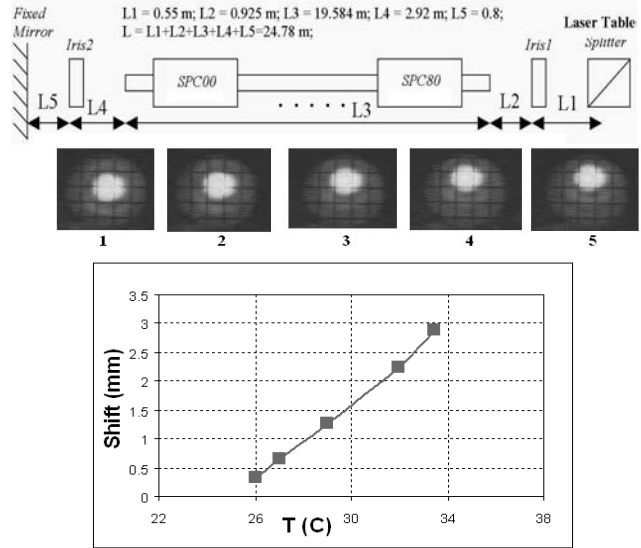 L1 = 0.55 m; L2 = 0.925 m; L3 = 19.584 m; L4 = 2.92 m; L5 = 0.8;
L = L1+L2+L3+L4+L5=24.78 m;
Fixed
Mirror
Iris2
SPC00
SPC80
Iris1
Laser Table
Splitter
L5
L4
L3
L2
L1
1 2 3 4 5
3.5
3
2.5
2
1.5
1
0.5
0
Shift (mm)
22 26 30 34 38
T (C)